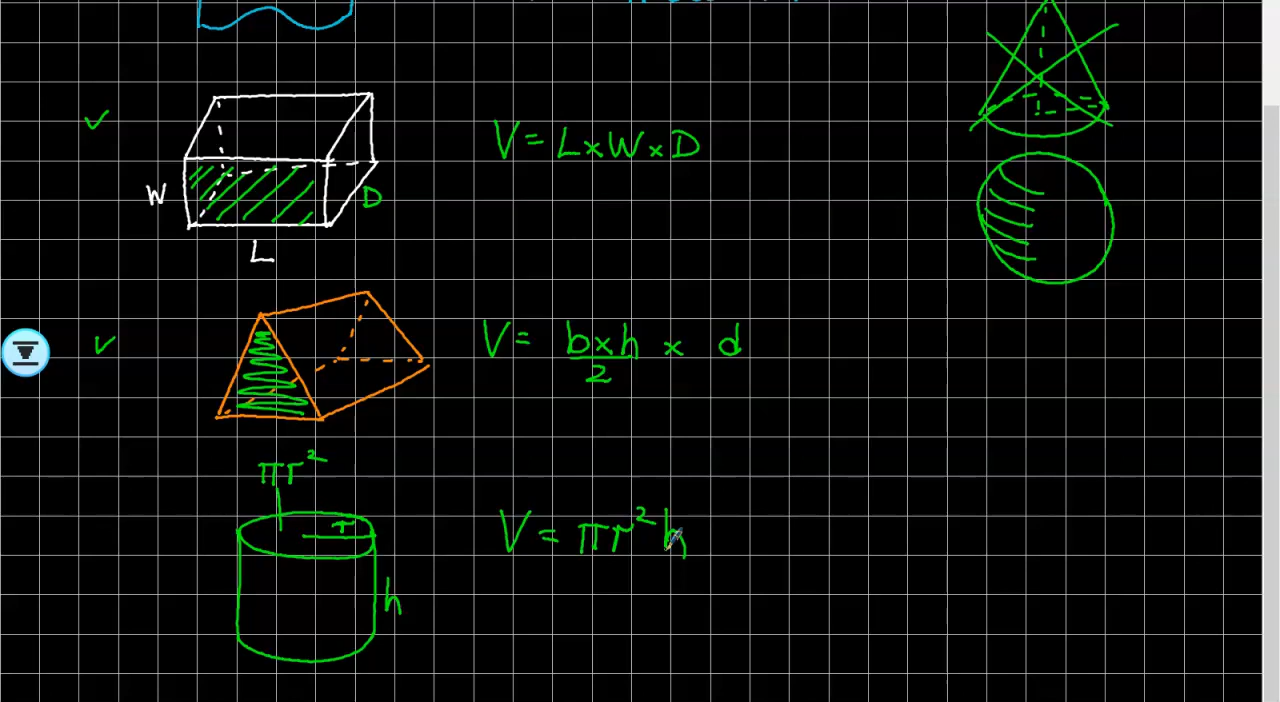 V = L x W x D
W
D
L
V = b x h / 2 x d
πr²
r
V = πr²h
h